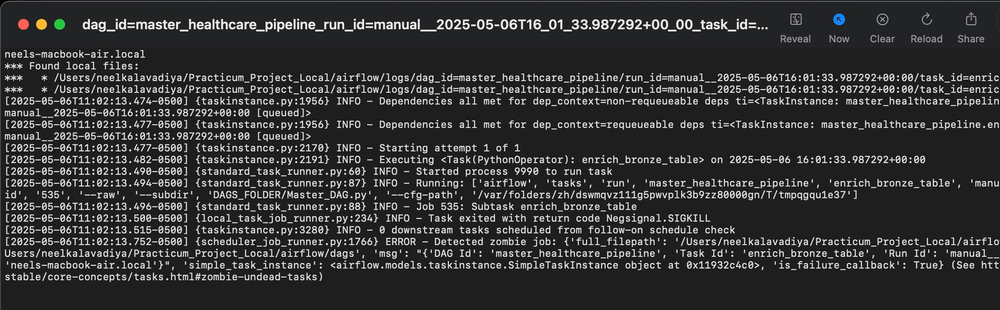 dag_id=master_healthcare_pipeline_run_id=manual__2025-05-06T16_01_33.987292+00_00_task_id=...
Reveal
Now
Clear
Reload
Share
neels-macbook-air.local
*** Found local files:
***   * /Users/neelkalavadiya/Practicum_Project_Local/airflow/logs/dag_id=master_healthcare_pipeline/run_id=manual__2025-05-06T16:01:33.987292+00:00/task_id=enric
***   * /Users/neelkalavadiya/Practicum_Project_Local/airflow/logs/dag_id=master_healthcare_pipeline/run_id=manual__2025-05-06T16:01:33.987292+00:00/task_id=enric
[2025-05-06T11:02:13.474-0500] {taskinstance.py:1956} INFO - Dependencies all met for dep_context=non-requeueable deps ti=<TaskInstance: master_healthcare_pipelin
manual__2025-05-06T16:01:33.987292+00:00 [queued]>
[2025-05-06T11:02:13.477-0500] {taskinstance.py:1956} INFO - Dependencies all met for dep_context=requeueable deps ti=<TaskInstance: master_healthcare_pipeline.en
manual__2025-05-06T16:01:33.987292+00:00 [queued]>
[2025-05-06T11:02:13.477-0500] {taskinstance.py:2170} INFO - Starting attempt 1 of 1
[2025-05-06T11:02:13.482-0500] {taskinstance.py:2191} INFO - Executing <Task(PythonOperator): enrich_bronze_table> on 2025-05-06 16:01:33.987292+00:00
[2025-05-06T11:02:13.490-0500] {standard_task_runner.py:60} INFO - Started process 9990 to run task
[2025-05-06T11:02:13.494-0500] {standard_task_runner.py:87} INFO - Running: ['airflow', 'tasks', 'run', 'master_healthcare_pipeline', 'enrich_bronze_table', 'manu
id', '535', '--raw', '--subdir', 'DAGS_FOLDER/Master_DAG.py', '--cfg-path', '/var/folders/zh/dswmqvz111g5pwvplk3b9zz80000gn/T/tmpqgqu1e37']
[2025-05-06T11:02:13.496-0500] {standard_task_runner.py:88} INFO - Job 535: Subtask enrich_bronze_table
[2025-05-06T11:02:13.500-0500] {local_task_job_runner.py:234} INFO - Task exited with return code Negsignal.SIGKILL
[2025-05-06T11:02:13.515-0500] {taskinstance.py:3280} INFO - 0 downstream tasks scheduled from follow-on schedule check
[2025-05-06T11:02:13.752-0500] {scheduler_job_runner.py:1766} ERROR - Detected zombie job: {'full_filepath': '/Users/neelkalavadiya/Practicum_Project_Local/airflow
Users/neelkalavadiya/Practicum_Project_Local/airflow/dags', 'msg': "{'DAG Id': 'master_healthcare_pipeline', 'Task Id': 'enrich_bronze_table', 'Run Id': 'manual__
'neels-macbook-air.local'}", 'simple_task_instance': <airflow.models.taskinstance.SimpleTaskInstance object at 0x11932c4c0>, 'is_failure_callback': True} (See htt
stable/core-concepts/tasks.html#zombie-undead-tasks)